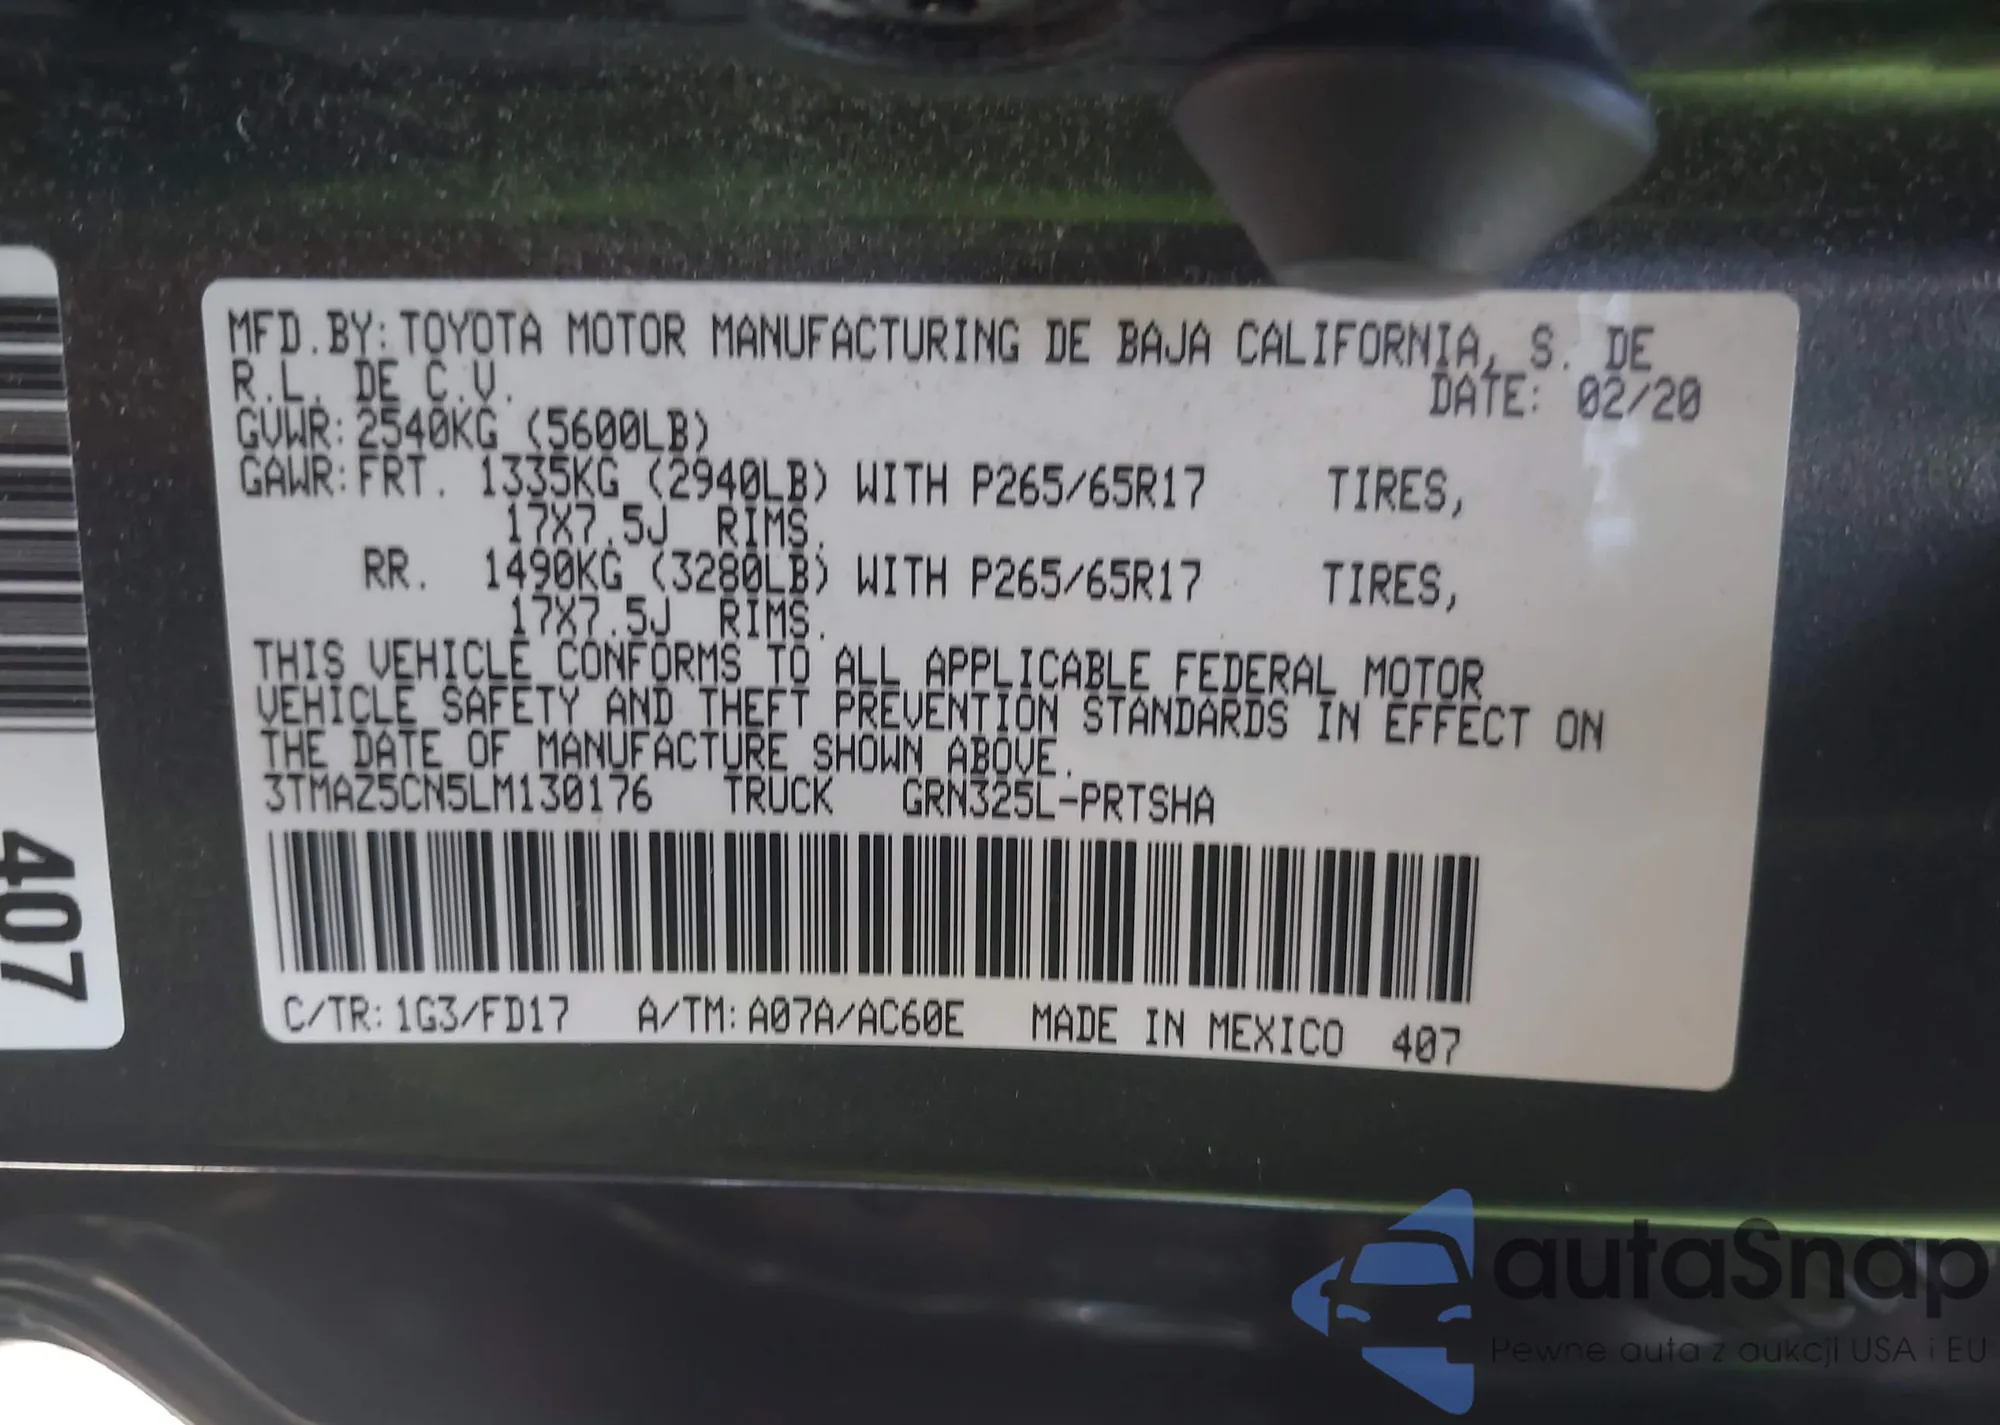 MFD.BY:TOYOTA MOTOR MANUFACTURING DE BAJA CALIFORNIA, S. DE
R.L. DE C.V. DATE: 02/20
GVWR:2540KG (5600LB)
GAWR:FRT. 1335KG (2940LB) WITH P265/65R17 TIRES,
17X7.5J RIMS.
RR. 1490KG (3280LB) WITH P265/65R17 TIRES,
17X7.5J RIMS.
THIS VEHICLE CONFORMS TO ALL APPLICABLE FEDERAL MOTOR
VEHICLE SAFETY AND THEFT PREVENTION STANDARDS IN EFFECT ON
THE DATE OF MANUFACTURE SHOWN ABOVE.
3TMAZ5CN5LM130176 TRUCK GRN325L-PRTSHA
C/TR:1G3/FD17 A/TM:A07A/AC60E MADE IN MEXICO 407
407
autaSnap
Pewne auta z aukcji USA i EU